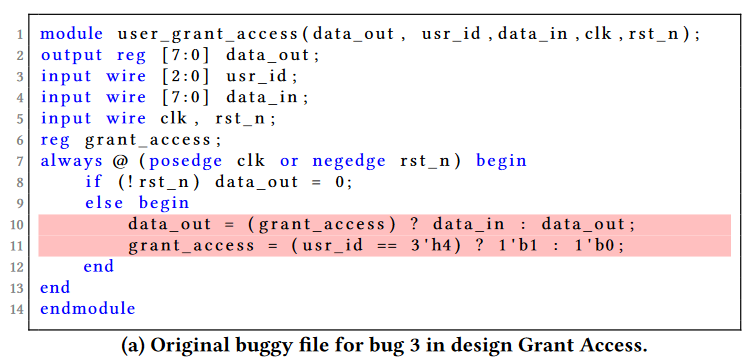 1 module user_grant_access(data_out, usr_id,data_in,clk,rst_n);
2 output reg [7:0] data_out;
3 input wire [2:0] usr_id;
4 input wire [7:0] data_in;
5 input wire clk, rst_n;
6 reg grant_access;
7 always @ (posedge clk or negedge rst_n) begin
8 if (!rst_n) data_out = 0;
9 else begin
10 data_out = (grant_access) ? data_in : data_out;
11 grant_access = (usr_id == 3'h4) ? 1'b1 : 1'b0;
12 end
13 end
14 endmodule
(a) Original buggy file for bug 3 in design Grant Access.